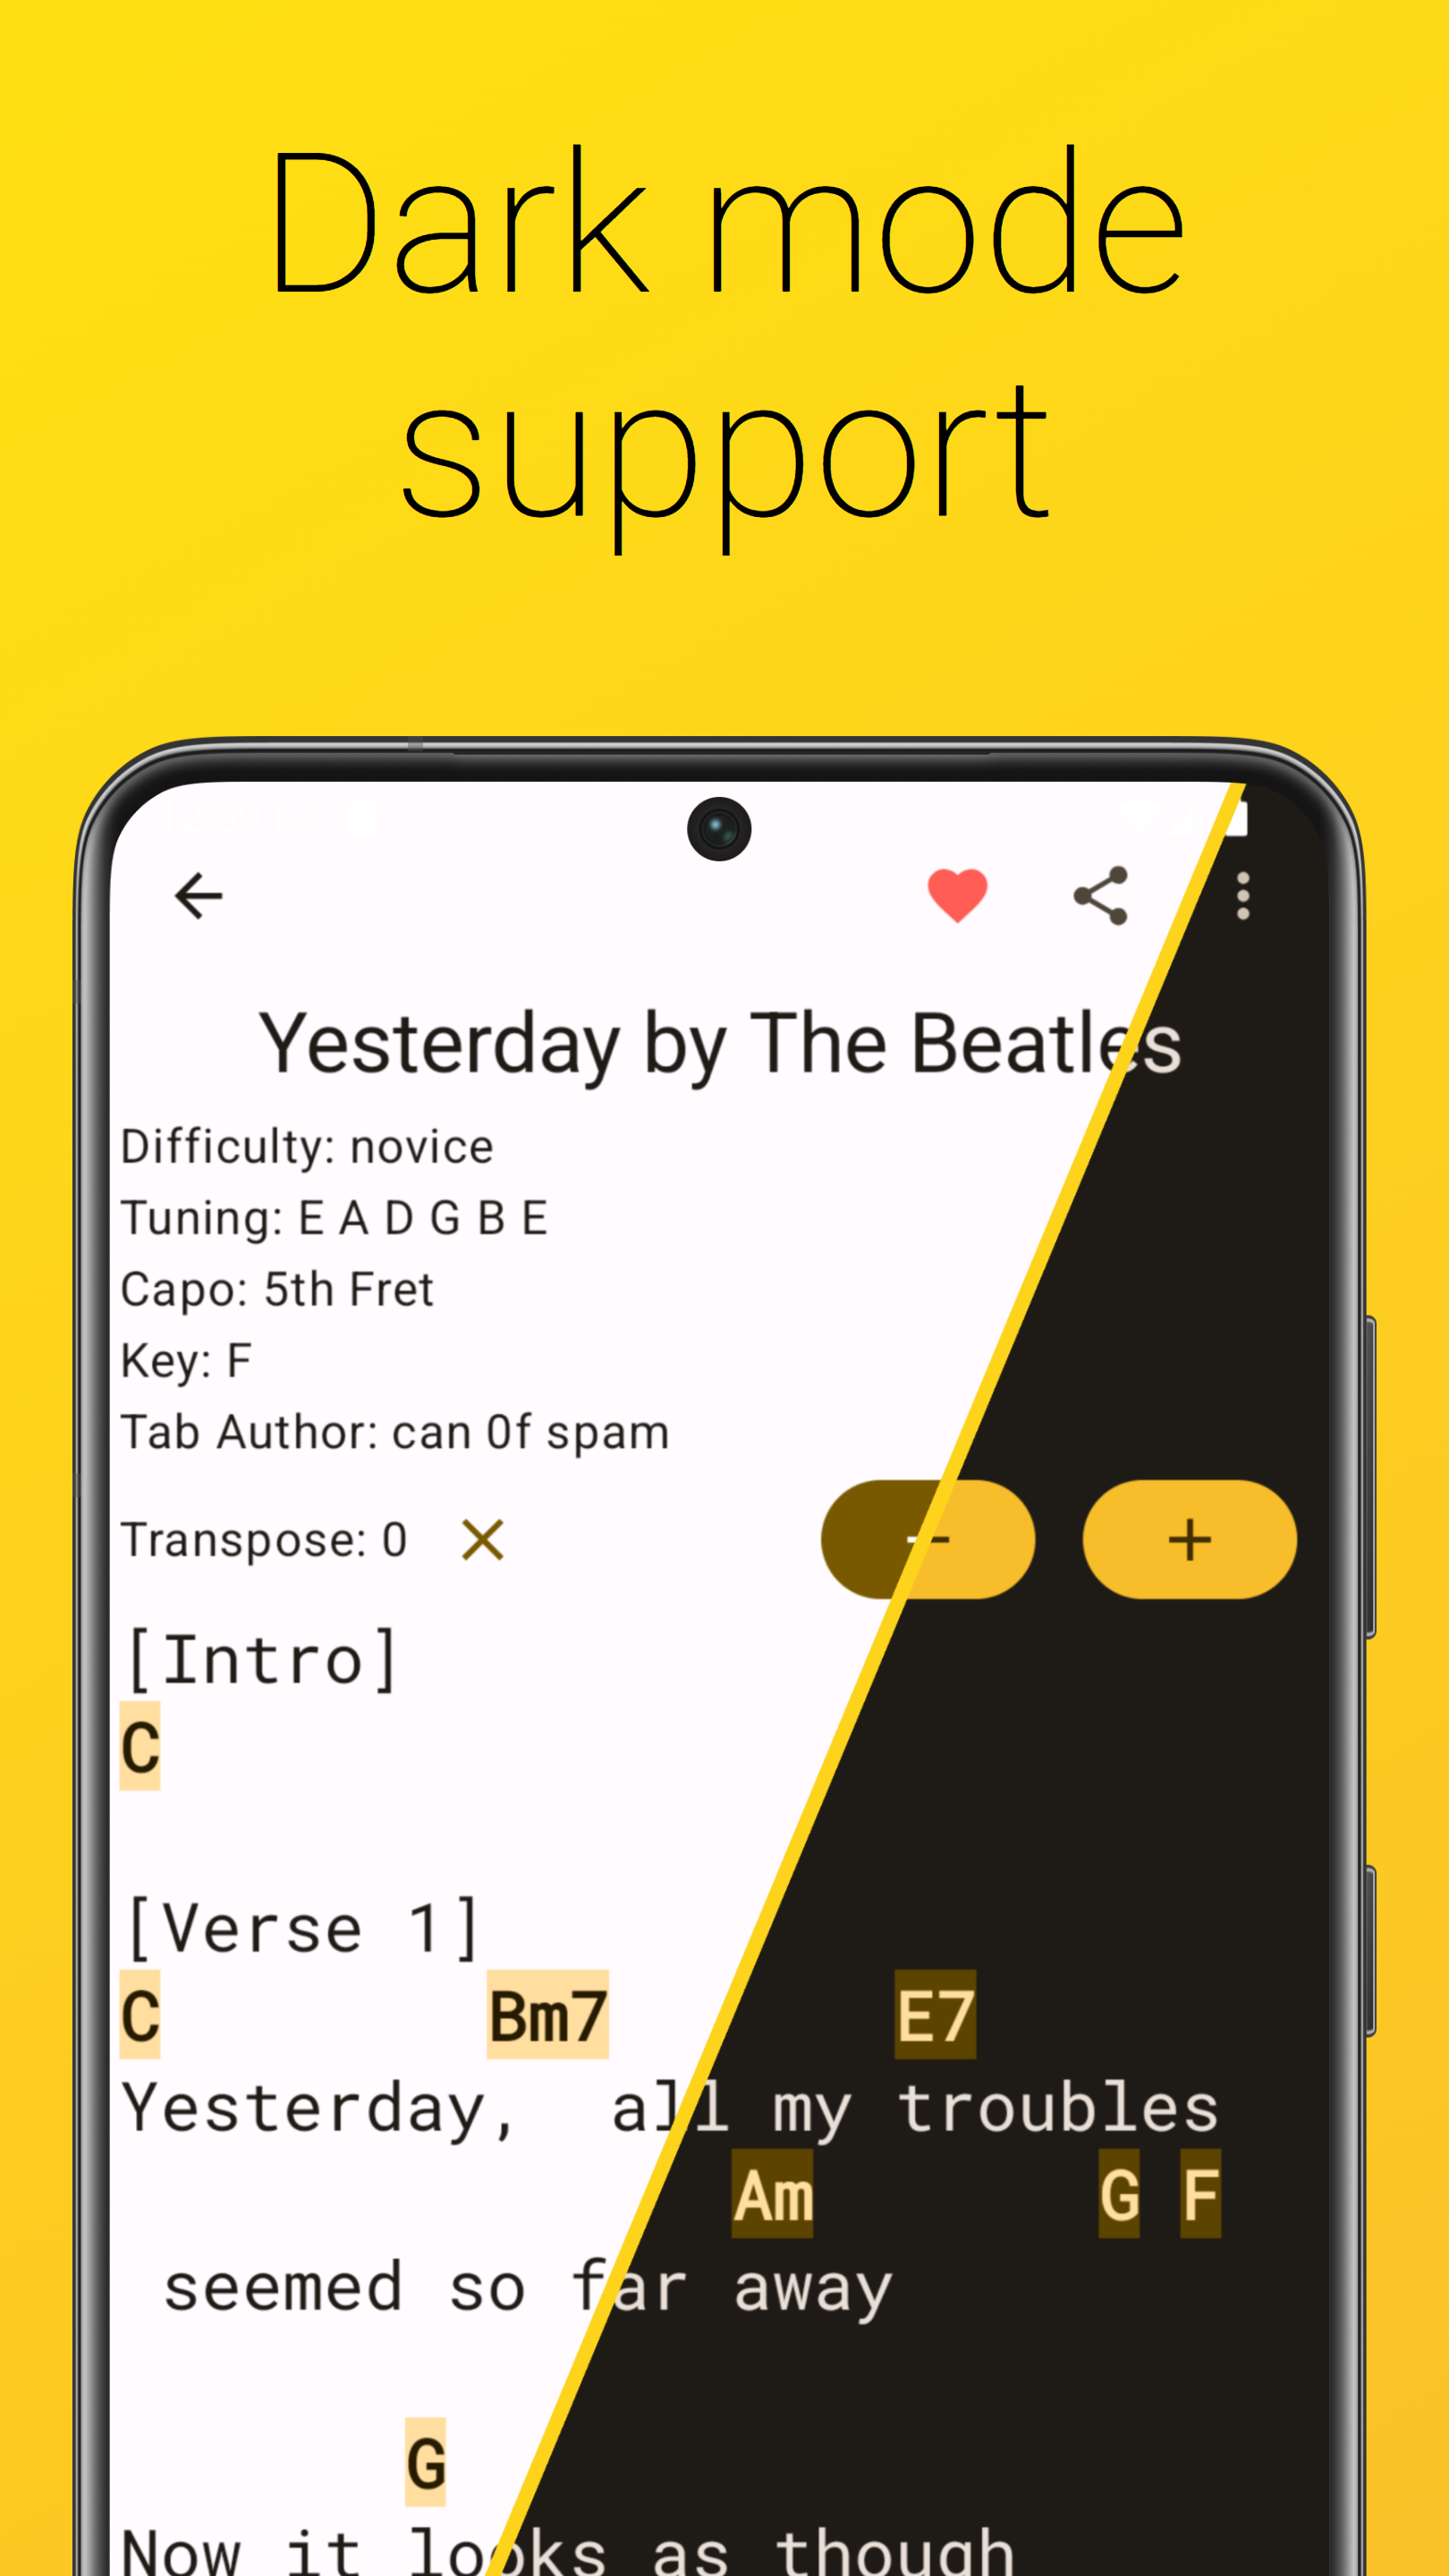 Dark mode
support
Yesterday by The Beatles
Difficulty: novice
Tuning: E A D G B E
Capo: 5th Fret
Key: F
Tab Author: can 0f spam
Transpose: 0
[Intro]
C
[Verse 1]
C Bm7 E7
Yesterday, all my troubles
Am G F
seemed so far away
G
Now it looks as though